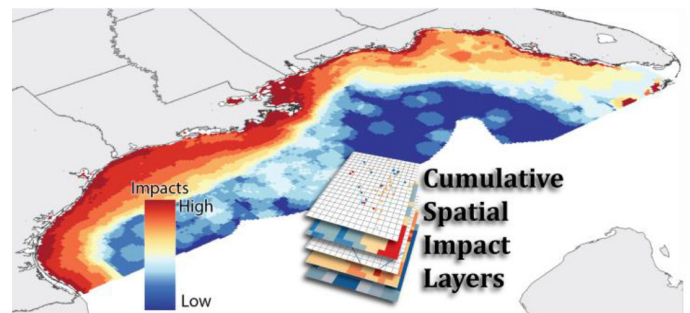 Impacts
High
Low
Cumulative
Spatial
Impact
Layers